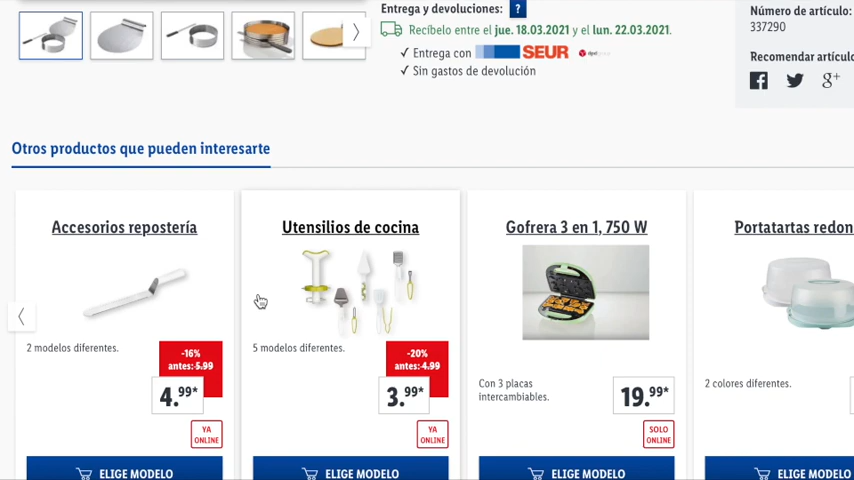 Entrega y devoluciones: ?
Recíbelo entre el jue. 18.03.2021 y el lun. 22.03.2021.
✓ Entrega con SEUR dpdgroup
✓ Sin gastos de devolución
Número de artículo:
337290
Recomendar artículo
g+
Otros productos que pueden interesarte
Accesorios repostería
2 modelos diferentes.
-16%
antes: 5.99
4.99*
YA
ONLINE
ELIGE MODELO
Utensilios de cocina
5 modelos diferentes.
-20%
antes: 4.99
3.99*
YA
ONLINE
ELIGE MODELO
Gofrera 3 en 1, 750 W
Con 3 placas
intercambiables.
19.99*
SOLO
ONLINE
ELIGE MODELO
Portatartas redon
2 colores diferentes.
ELIGE MODELO